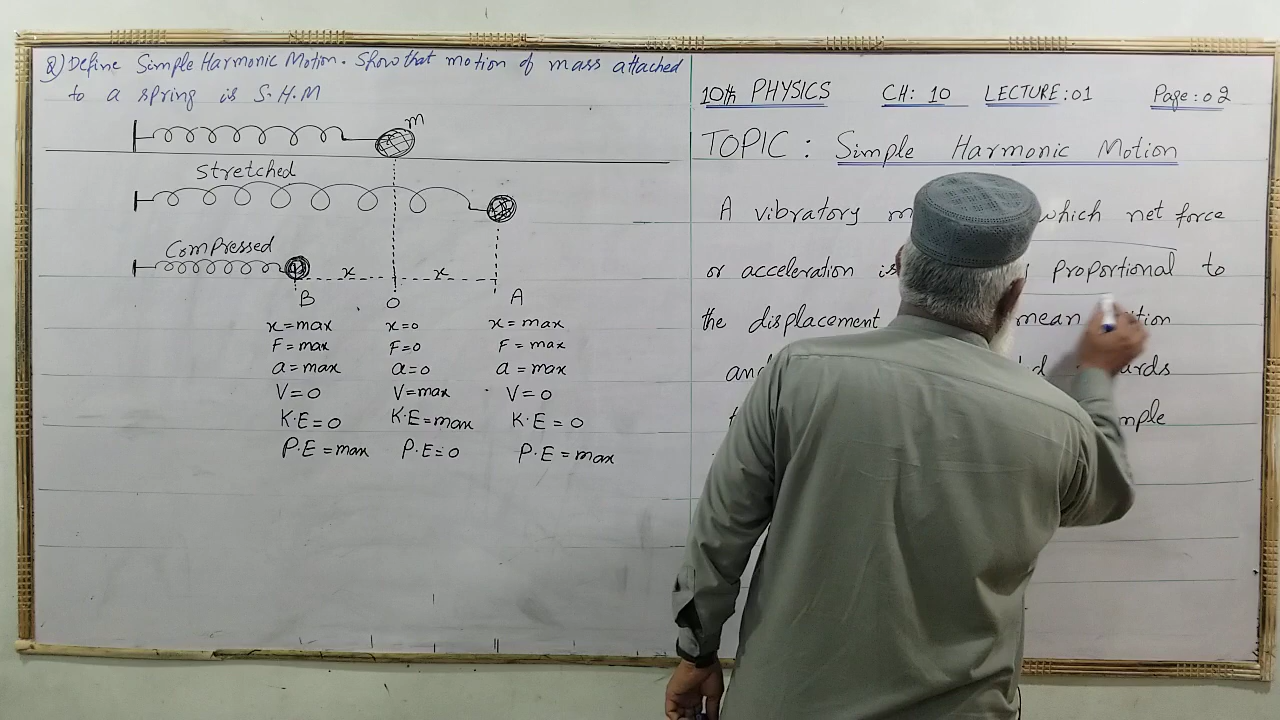 Q) Define Simple Harmonic Motion. Show that motion of mass attached
to a spring is S.H.M
m
Stretched
Compressed
x x
B O A
x=max x=0 x=max
F=max F=0 F=max
a=max a=0 a=max
V=0 V=max V=0
K.E=0 K.E=max K.E=0
P.E=max P.E=0 P.E=max
10th PHYSICS CH: 10 LECTURE:01 Page:02
TOPIC: Simple Harmonic Motion
A vibratory which net force
or acceleration is proportional to
the displacement mean